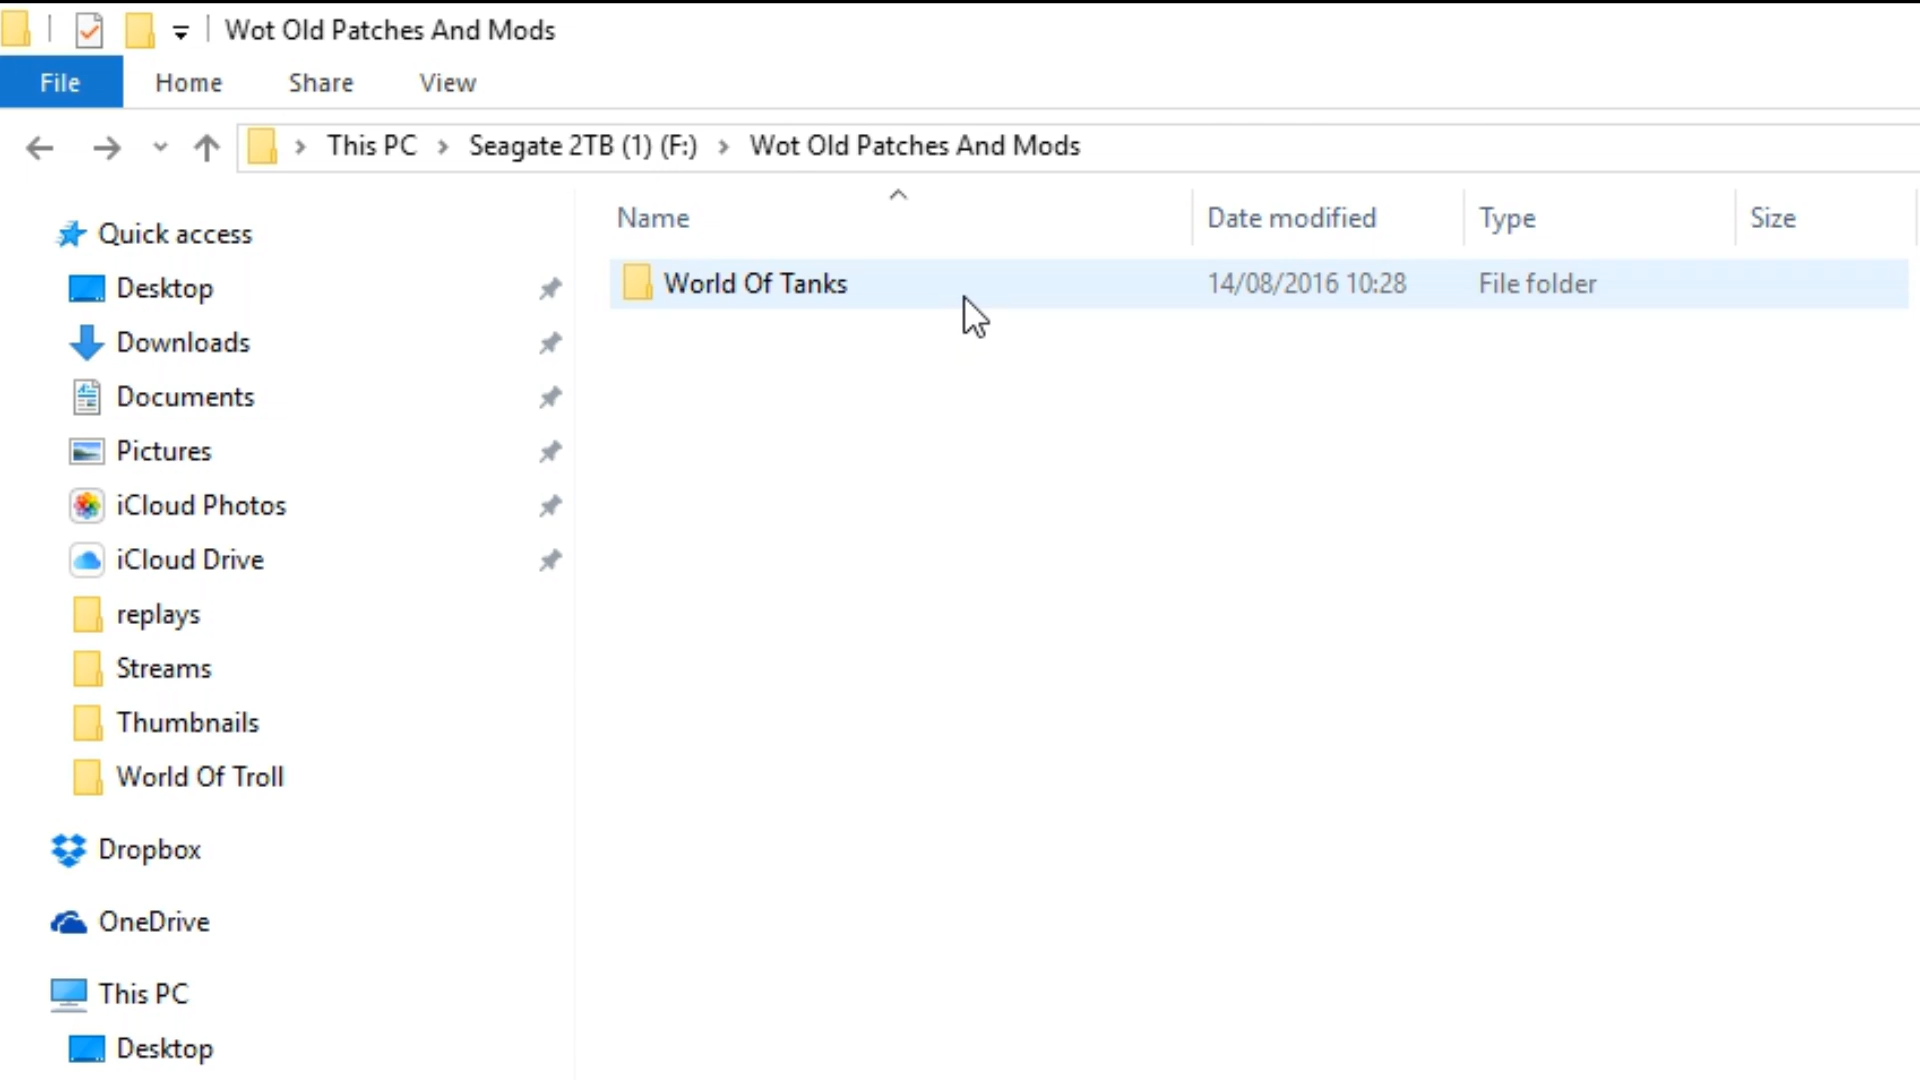 Wot Old Patches And Mods
File Home Share View
This PC Seagate 2TB (1) (F:) Wot Old Patches And Mods
Name Date modified Type Size
World Of Tanks 14/08/2016 10:28 File folder
Quick access
Desktop
Downloads
Documents
Pictures
iCloud Photos
iCloud Drive
replays
Streams
Thumbnails
World Of Troll
Dropbox
OneDrive
This PC
Desktop